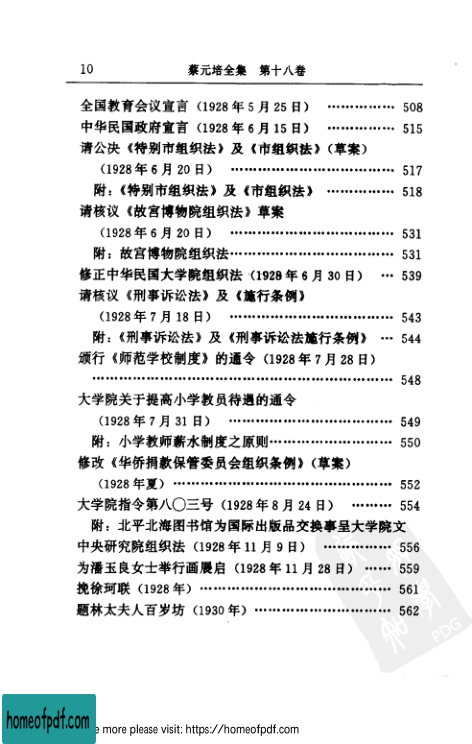 10 蔡元培全集 第十八卷
全国教育会议宣言（1928年5月25日） …………… 508
中华民国政府宣言（1928年6月15日） …………… 515
请公决《特别市组织法》及《市组织法》（草案）
（1928年6月20日） ……………………………… 517
附：《特别市组织法》及《市组织法》 …………… 518
请核议《故宫博物院组织法》草案
（1928年6月20日） ……………………………… 531
附：故宫博物院组织法…………………………… 531
修正中华民国大学院组织法（1928年6月30日） … 539
请核议《刑事诉讼法》及《施行条例》
（1928年7月18日） ……………………………… 543
附：《刑事诉讼法》及《刑事诉讼法施行条例》 … 544
颁行《师范学校制度》的通令（1928年7月28日）
…………………………………………………………… 548
大学院关于提高小学教员待遇的通令
（1928年7月31日） ……………………………… 549
附：小学教师薪水制度之原则…………………… 550
修改《华侨捐款保管委员会组织条例》（草案）
（1928年夏） ……………………………………… 552
大学院指令第八〇三号（1928年8月24日） ……… 554
附：北平北海图书馆为国际出版品交换事呈大学院文
中央研究院组织法（1928年11月9日） …………… 556
为潘玉良女士举行画展启（1928年11月28日） …… 559
挽徐珂联（1928年） ………………………………… 561
题林太夫人百岁坊（1930年） ……………………… 562
PDG
homeofpdf.com
e more please visit: https://homeofpdf.com